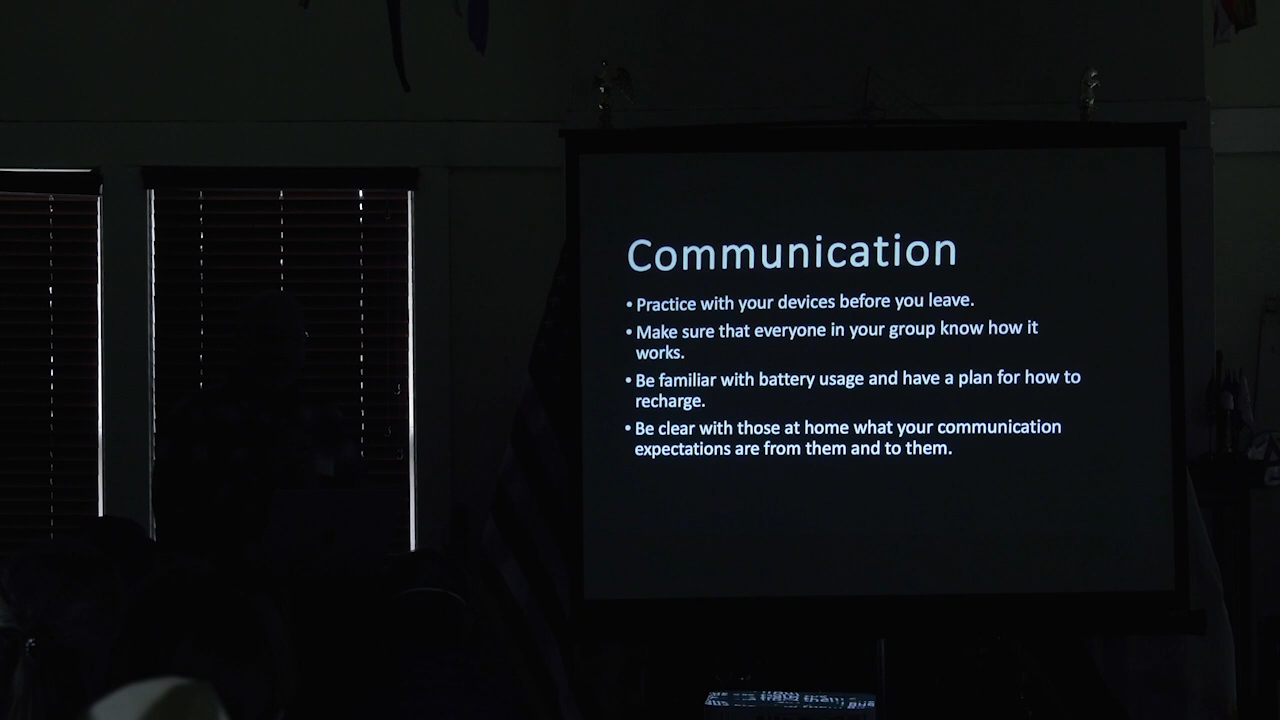 Communication
• Practice with your devices before you leave.
• Make sure that everyone in your group know how it
works.
• Be familiar with battery usage and have a plan for how to
recharge.
• Be clear with those at home what your communication
expectations are from them and to them.